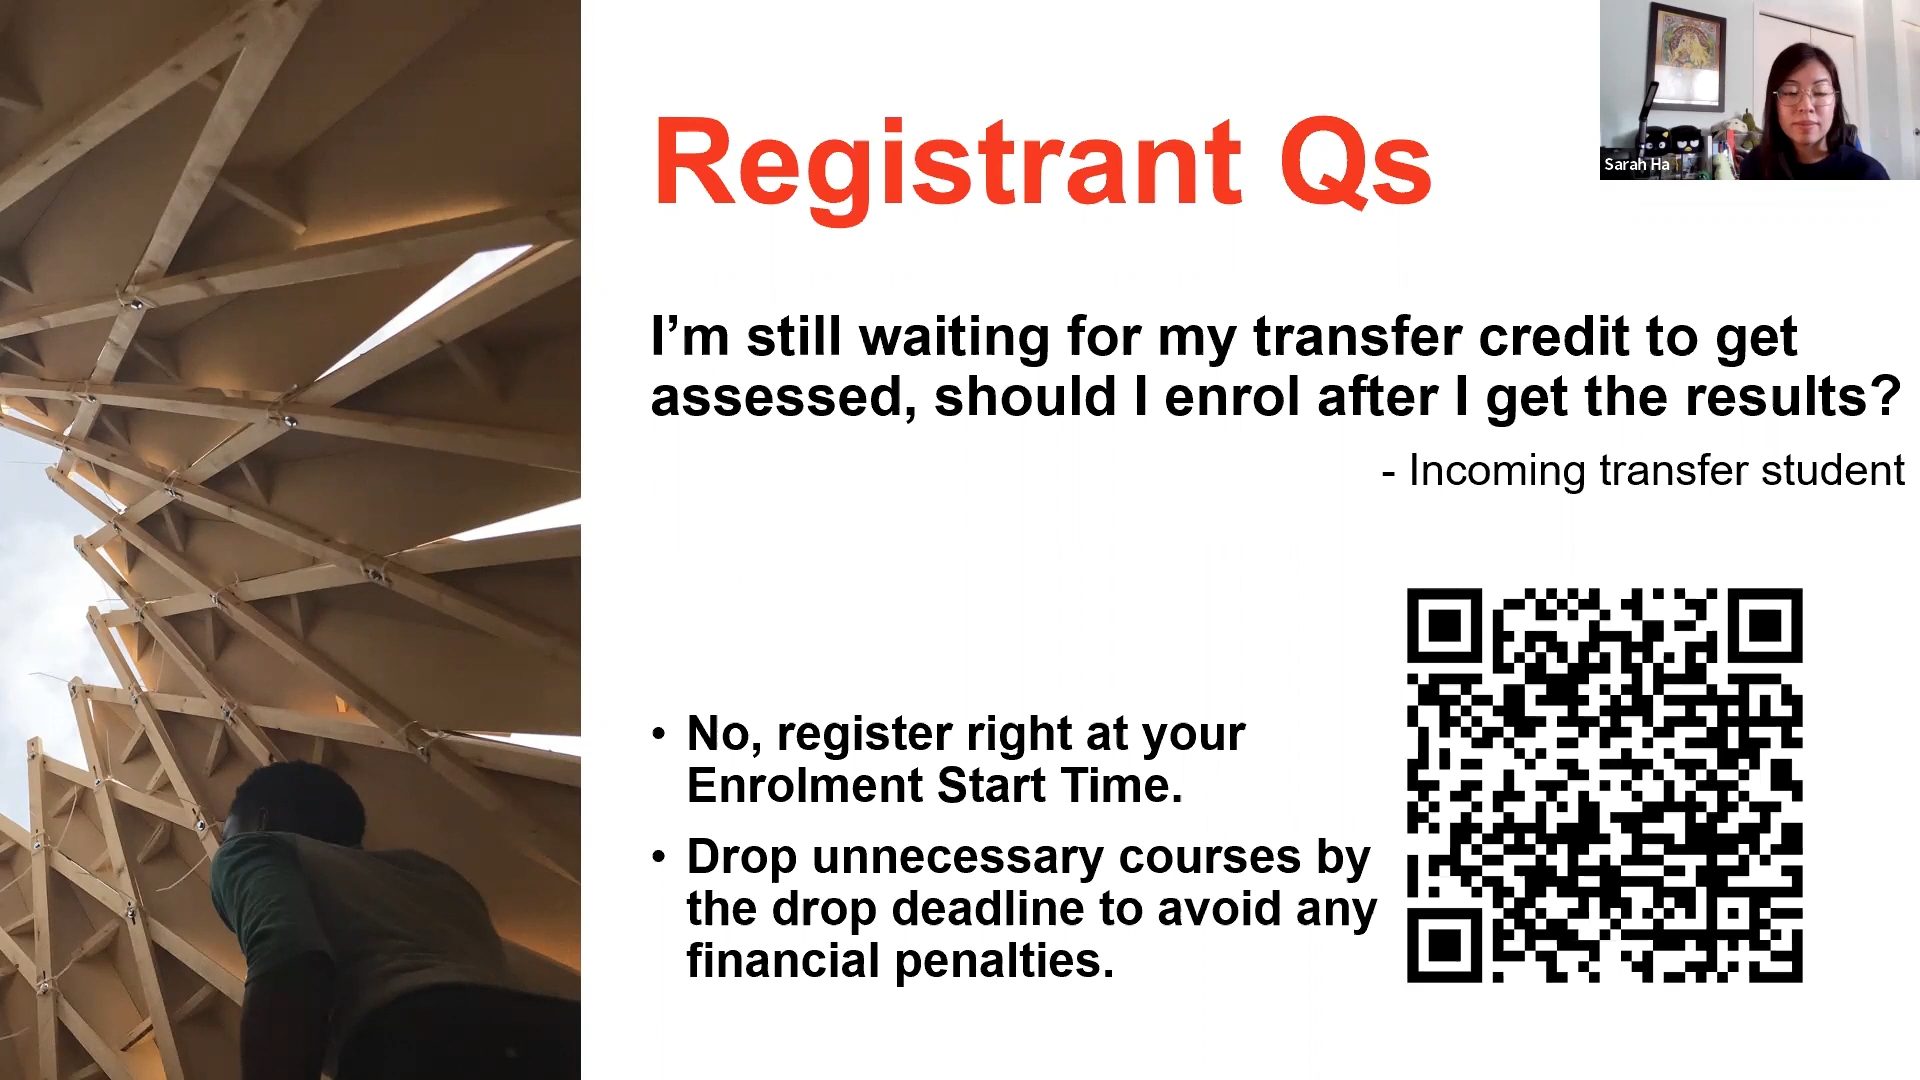 Registrant Qs
Sarah Ha
I’m still waiting for my transfer credit to get
assessed, should I enrol after I get the results?
- Incoming transfer student
• No, register right at your
Enrolment Start Time.
• Drop unnecessary courses by
the drop deadline to avoid any
financial penalties.